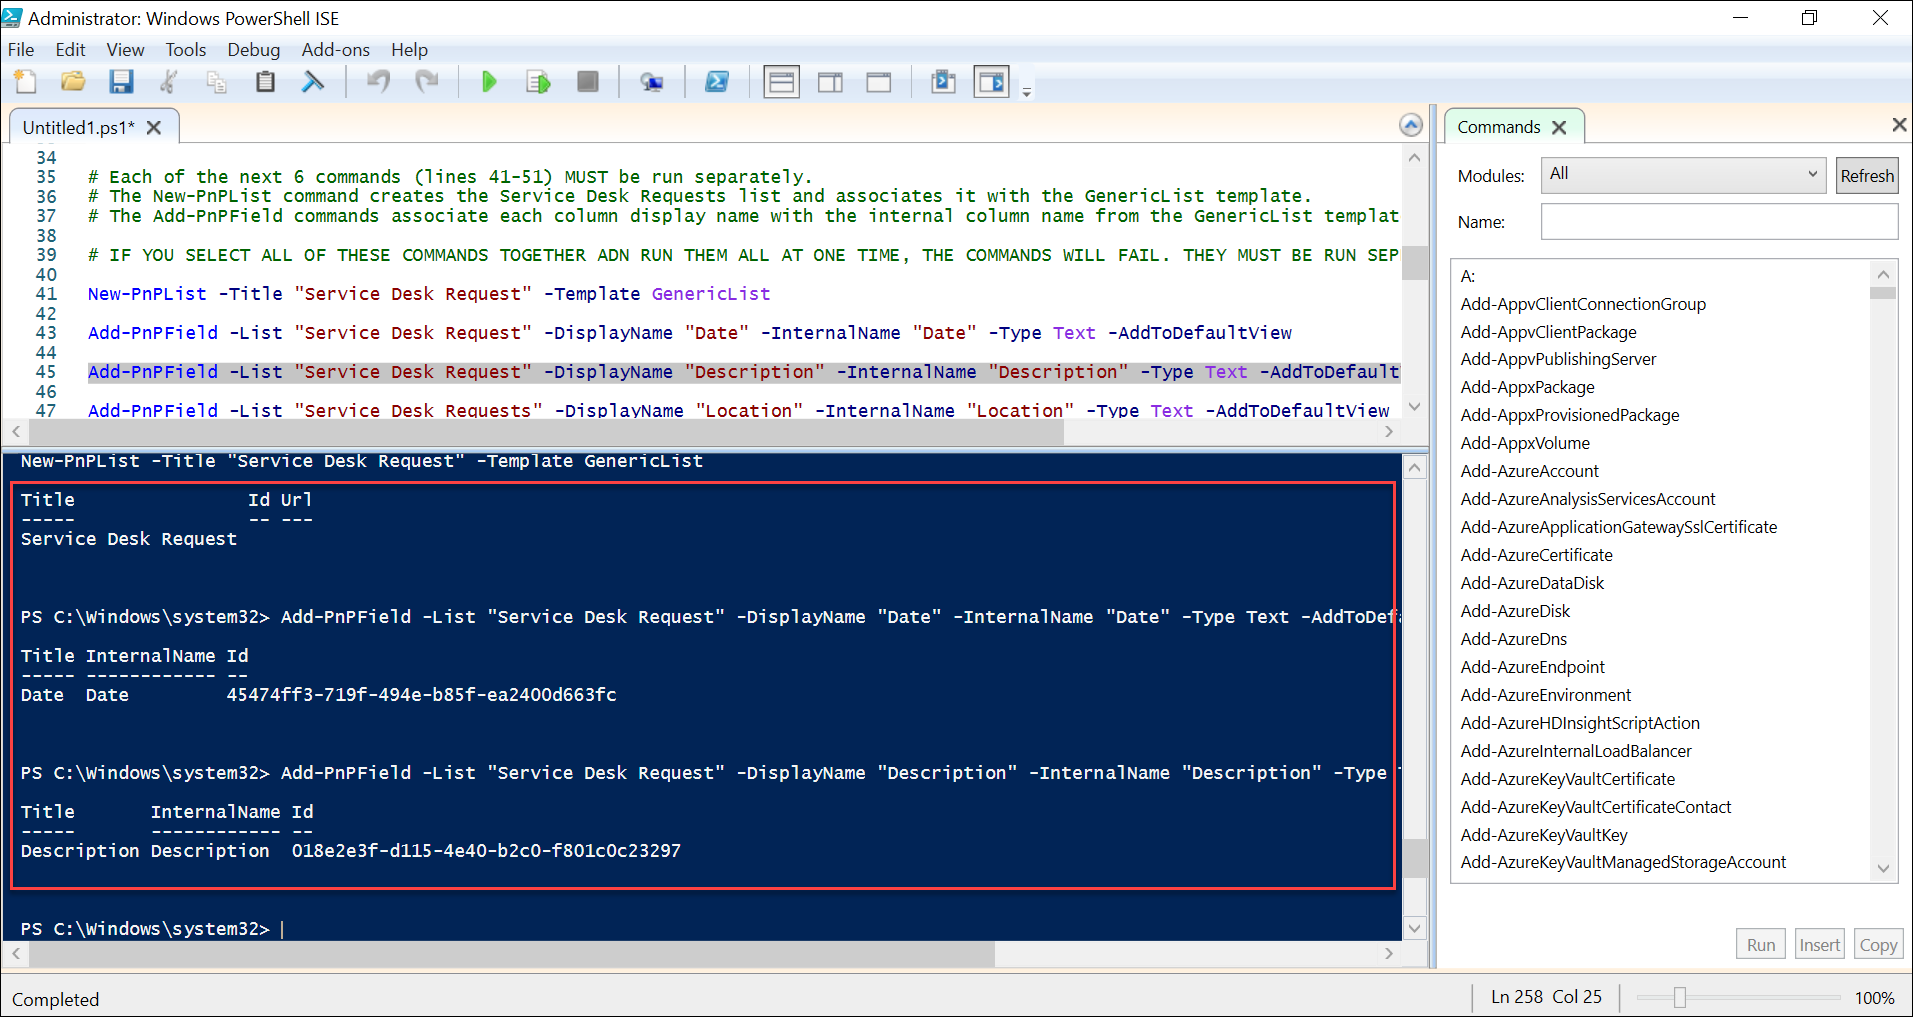 Administrator: Windows PowerShell ISE
File Edit View Tools Debug Add-ons Help
Untitled1.ps1*
34
35 # Each of the next 6 commands (lines 41-51) MUST be run separately.
36 # The New-PnPList command creates the Service Desk Requests list and associates it with the GenericList template.
37 # The Add-PnPField commands associate each column display name with the internal column name from the GenericList templat
38
39 # IF YOU SELECT ALL OF THESE COMMANDS TOGETHER ADN RUN THEM ALL AT ONE TIME, THE COMMANDS WILL FAIL. THEY MUST BE RUN SEP
40
41 New-PnPList -Title "Service Desk Request" -Template GenericList
42
43 Add-PnPField -List "Service Desk Request" -DisplayName "Date" -InternalName "Date" -Type Text -AddToDefaultView
44
45 Add-PnPField -List "Service Desk Request" -DisplayName "Description" -InternalName "Description" -Type Text -AddToDefault
46
47 Add-PnPField -List "Service Desk Requests" -DisplayName "Location" -InternalName "Location" -Type Text -AddToDefaultView
New-PnPList -Title "Service Desk Request" -Template GenericList
Title Id Url
----- -- ---
Service Desk Request
PS C:\Windows\system32> Add-PnPField -List "Service Desk Request" -DisplayName "Date" -InternalName "Date" -Type Text -AddToDefa
Title InternalName Id
----- ------------ --
Date Date 45474ff3-719f-494e-b85f-ea2400d663fc
PS C:\Windows\system32> Add-PnPField -List "Service Desk Request" -DisplayName "Description" -InternalName "Description" -Type
Title InternalName Id
----- ------------ --
Description Description 018e2e3f-d115-4e40-b2c0-f801c0c23297
PS C:\Windows\system32>
Commands
Modules: All Refresh
Name:
A:
Add-AppvClientConnectionGroup
Add-AppvClientPackage
Add-AppvPublishingServer
Add-AppxPackage
Add-AppxProvisionedPackage
Add-AppxVolume
Add-AzureAccount
Add-AzureAnalysisServicesAccount
Add-AzureApplicationGatewaySslCertificate
Add-AzureCertificate
Add-AzureDataDisk
Add-AzureDisk
Add-AzureDns
Add-AzureEndpoint
Add-AzureEnvironment
Add-AzureHDInsightScriptAction
Add-AzureInternalLoadBalancer
Add-AzureKeyVaultCertificate
Add-AzureKeyVaultCertificateContact
Add-AzureKeyVaultKey
Add-AzureKeyVaultManagedStorageAccount
Run Insert Copy
Completed
Ln 258 Col 25
100%